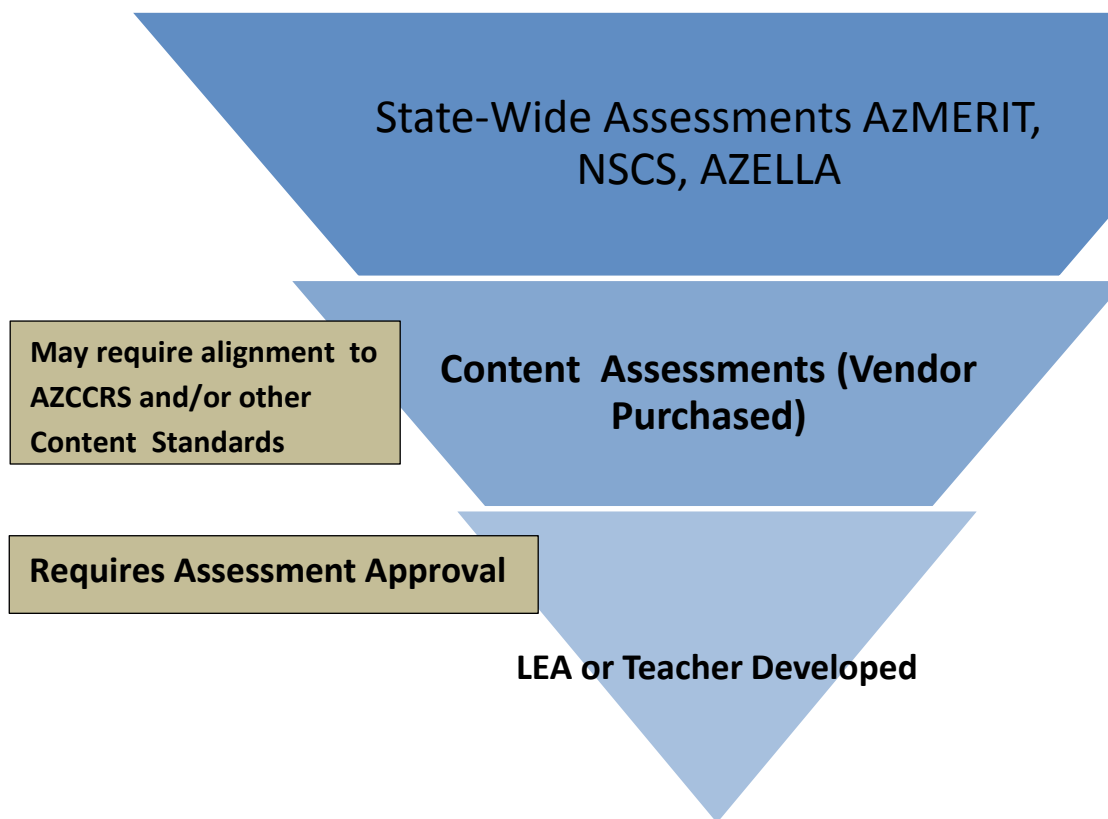 State-Wide Assessments AzMERIT,
NSCS, AZELLA
May require alignment to
AZCCRS and/or other
Content Standards
Content Assessments (Vendor
Purchased)
Requires Assessment Approval
LEA or Teacher Developed